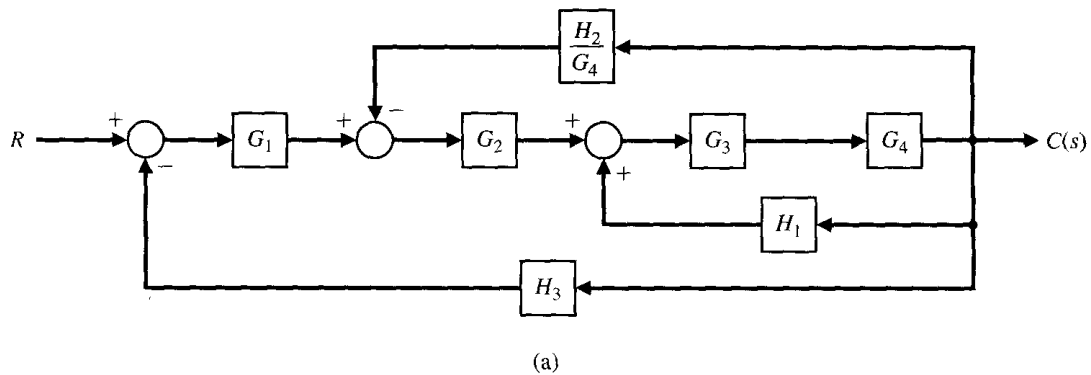 H2
G4
−
R + − G1 + G2 + + G3 G4 C(s)
H1
H3
(a)